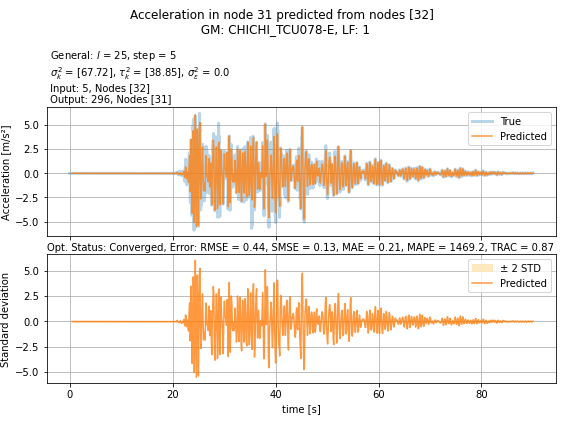 Acceleration in node 31 predicted from nodes [32]
GM: CHICHI_TCU078-E, LF: 1
General: l = 25, step = 5
σ²ₖ = [67.72], τ²ₖ = [38.85], σ²ₑ = 0.0
Input: 5, Nodes [32]
Output: 296, Nodes [31]
Acceleration [m/s²]
5.0
2.5
0.0
−2.5
−5.0
True
Predicted
Opt. Status: Converged, Error: RMSE = 0.44, SMSE = 0.13, MAE = 0.21, MAPE = 1469.2, TRAC = 0.87
Standard deviation
5.0
2.5
0.0
−2.5
−5.0
± 2 STD
Predicted
0
20
40
60
80
time [s]